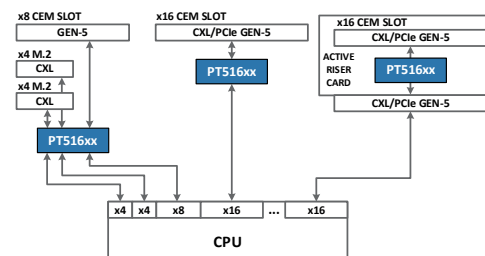 x8 CEM SLOT
GEN-5
x4 M.2
CXL
x4 M.2
CXL
PT516xx
x16 CEM SLOT
CXL/PCIe GEN-5
PT516xx
x16 CEM SLOT
CXL/PCIe GEN-5
ACTIVE
RISER
CARD
PT516xx
CXL/PCIe GEN-5
x4 x4 x8 x16 ... x16
CPU